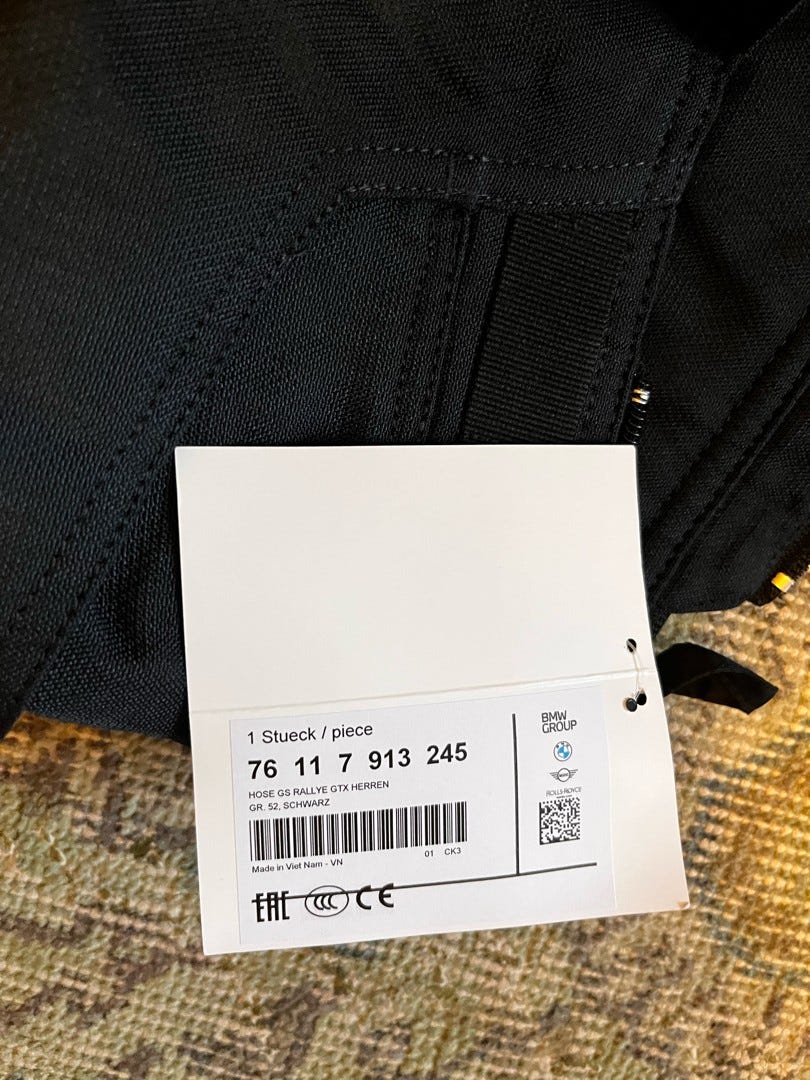 1 Stueck / piece
76 11 7 913 245
HOSE GS RALLYE GTX HERREN
GR. 52, SCHWARZ
01 CK3
Made in Viet Nam - VN
EAC CCC CE
BMW
GROUP
ROLLS-ROYCE